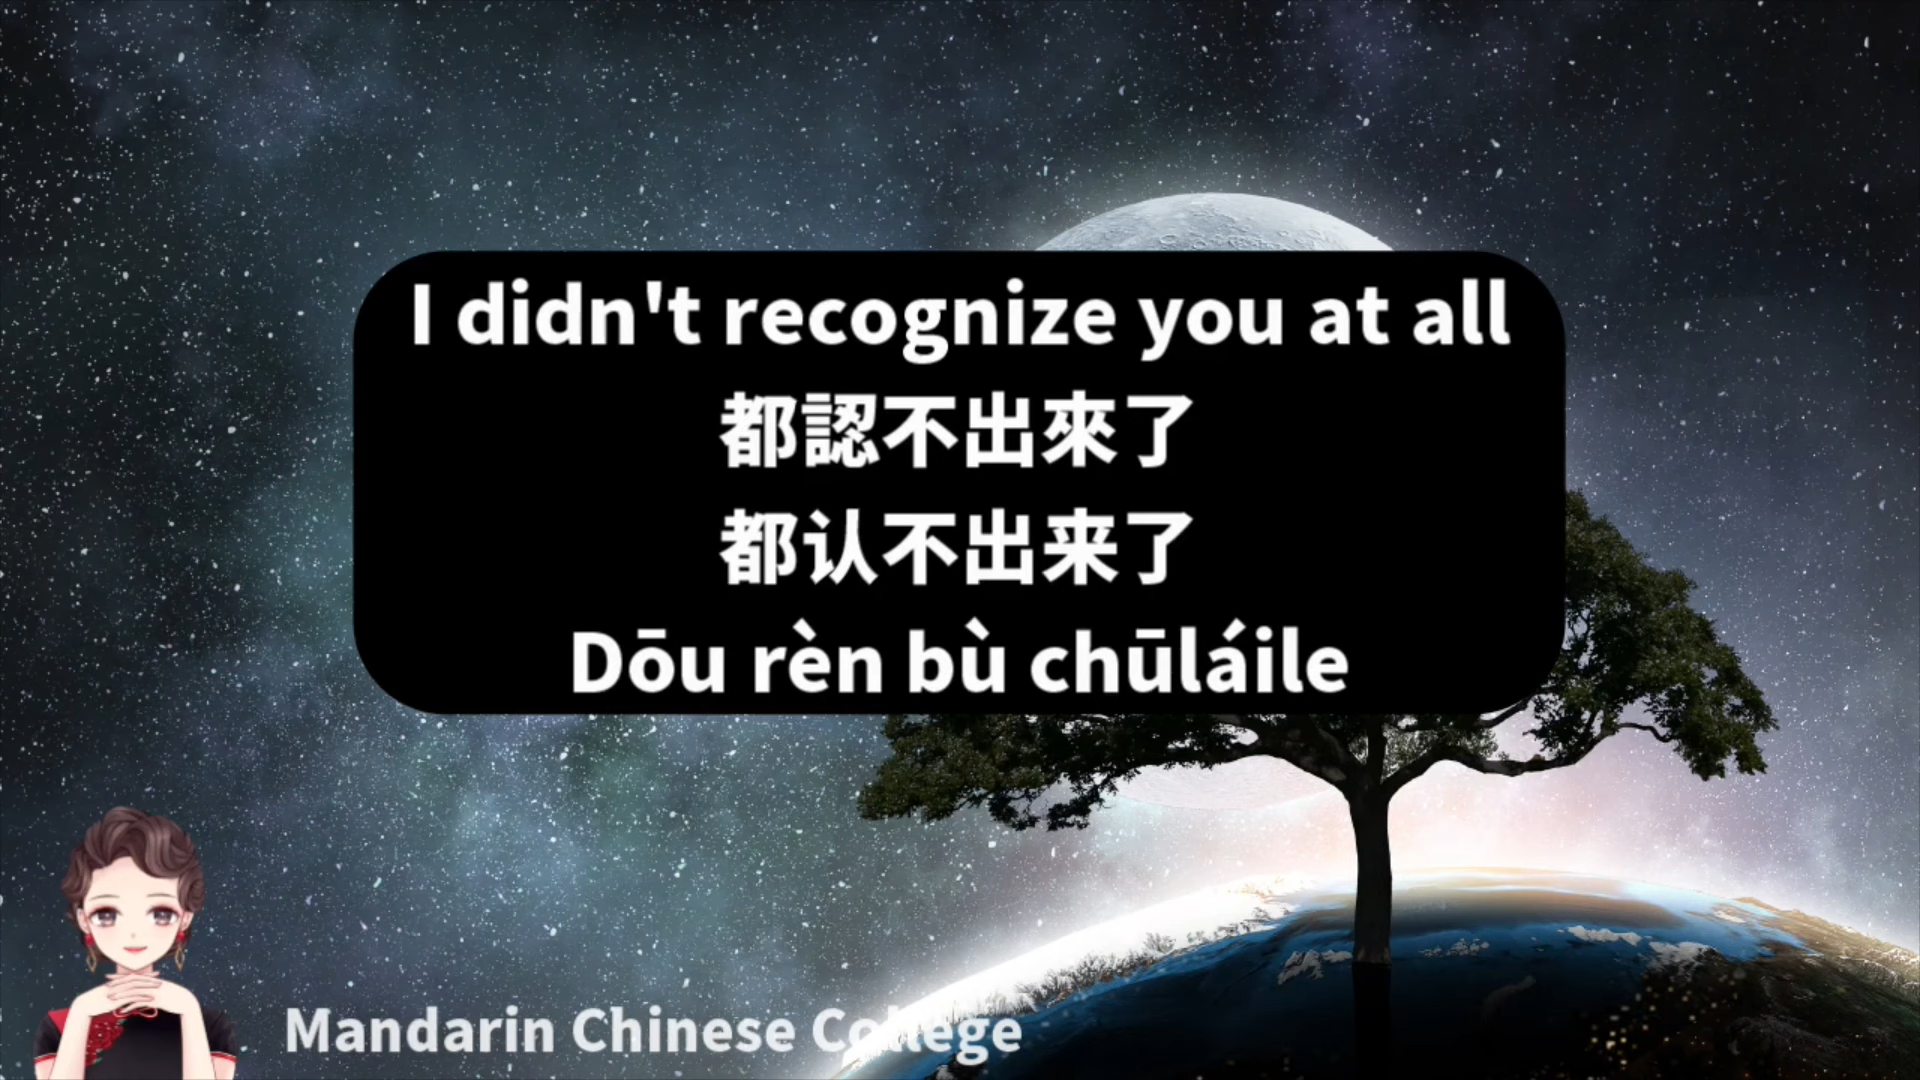 I didn't recognize you at all
都認不出來了
都认不出来了
Dōu rèn bù chūláile
Mandarin Chinese College